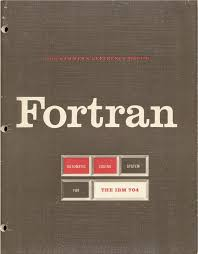 PROGRAMMER'S REFERENCE MANUAL
Fortran
AUTOMATIC CODING SYSTEM
FOR THE IBM 704